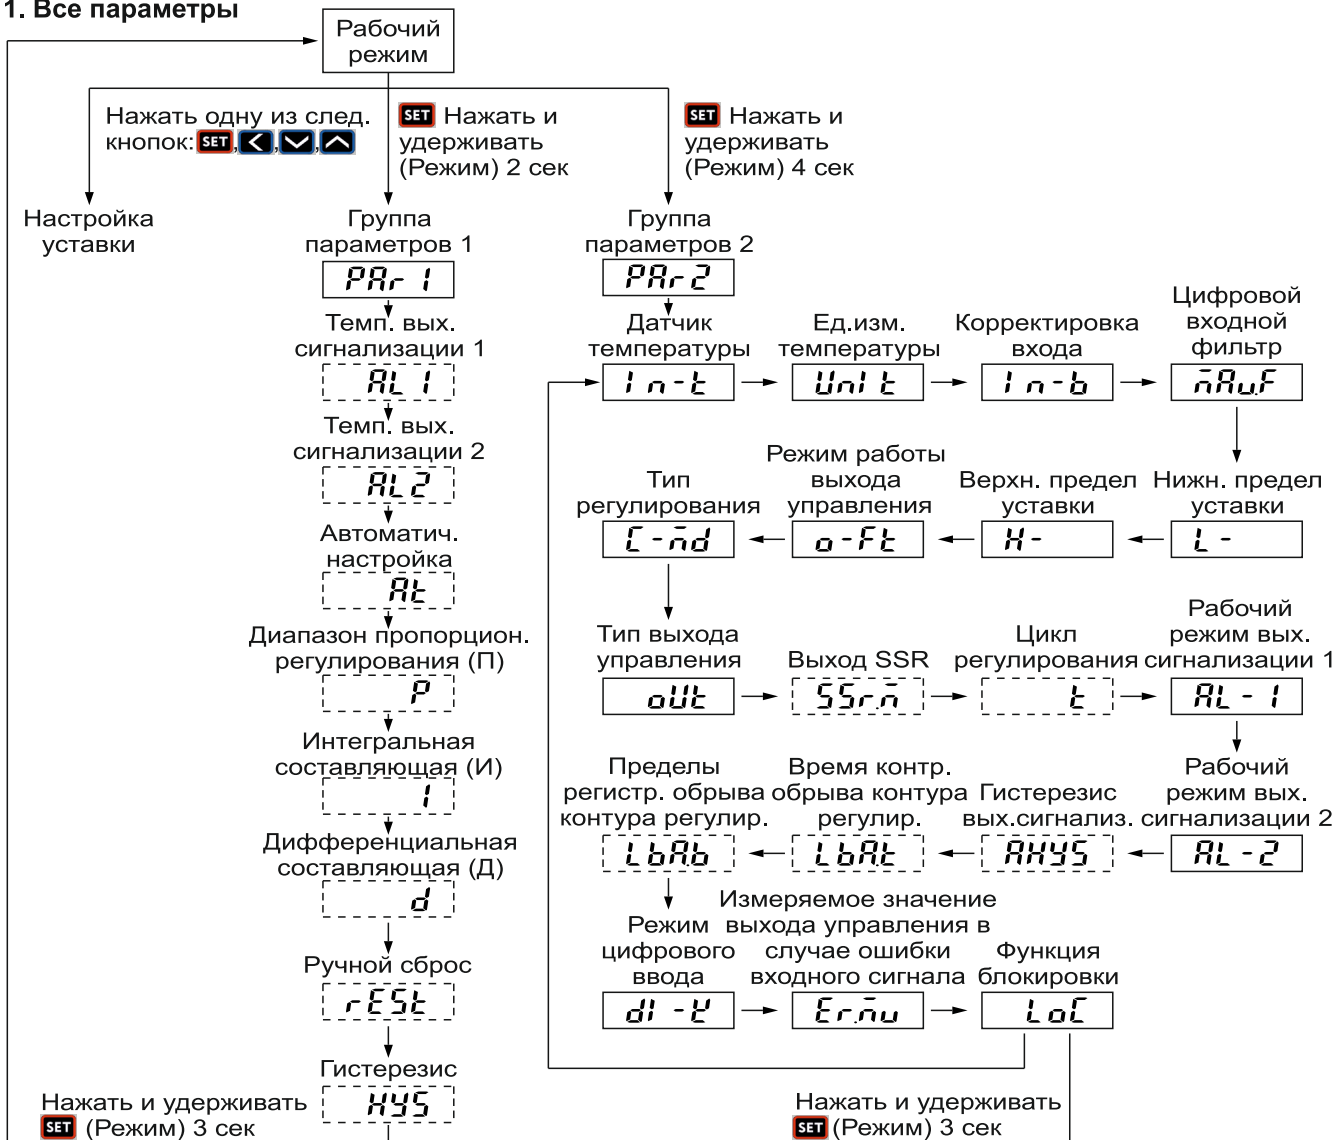 1. Все параметры
Рабочий
режим
Нажать одну из след.
кнопок: SET, <, ∨, ∧
SET Нажать и
удерживать
(Режим) 2 сек
SET Нажать и
удерживать
(Режим) 4 сек
Настройка
уставки
Группа
параметров 1
PAr 1
Темп. вых.
сигнализации 1
AL 1
Темп. вых.
сигнализации 2
AL2
Автоматич.
настройка
At
Диапазон пропорцион.
регулирования (П)
P
Интегральная
составляющая (И)
I
Дифференциальная
составляющая (Д)
d
Ручной сброс
rESt
Гистерезис
HYS
Нажать и удерживать
SET (Режим) 3 сек
Группа
параметров 2
PAr2
Датчик
температуры
In-t
Ед.изм.
температуры
UnIt
Корректировка
входа
In-b
Цифровой
входной
фильтр
mAu.F
Нижн. предел
уставки
L-
Верхн. предел
уставки
H-
Режим работы
выхода
управления
o-Ft
Тип
регулирования
C-md
Тип выхода
управления
oUt
Выход SSR
SSr.m
Цикл
регулирования
t
Рабочий
режим вых.
сигнализации 1
AL-1
Рабочий
режим вых.
сигнализации 2
AL-2
Гистерезис
вых.сигнализ.
AHYS
Время контр.
обрыва контура
регулир.
LbA.t
Пределы
регистр. обрыва
контура регулир.
LbA.b
Режим
цифрового
ввода
dI-K
Измеряемое значение
выхода управления в
случае ошибки
входного сигнала
Er.mu
Функция
блокировки
LoC
Нажать и удерживать
SET (Режим) 3 сек